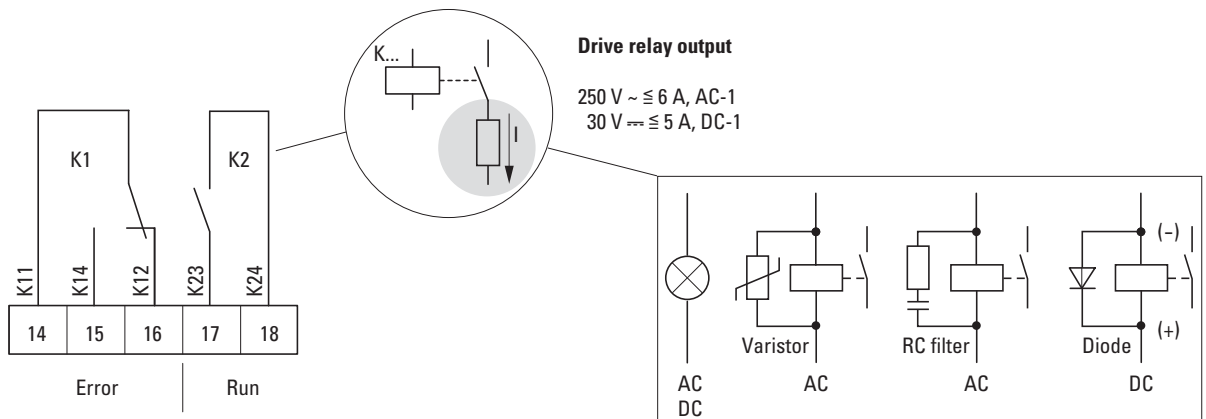 K...
Drive relay output
250 V ~ ≦ 6 A, AC-1
30 V ⎓ ≦ 5 A, DC-1
I
K1
K2
K11
K14
K12
K23
K24
14
15
16
17
18
Error
Run
(-)
(+)
Varistor
RC filter
Diode
AC
DC
AC
AC
DC